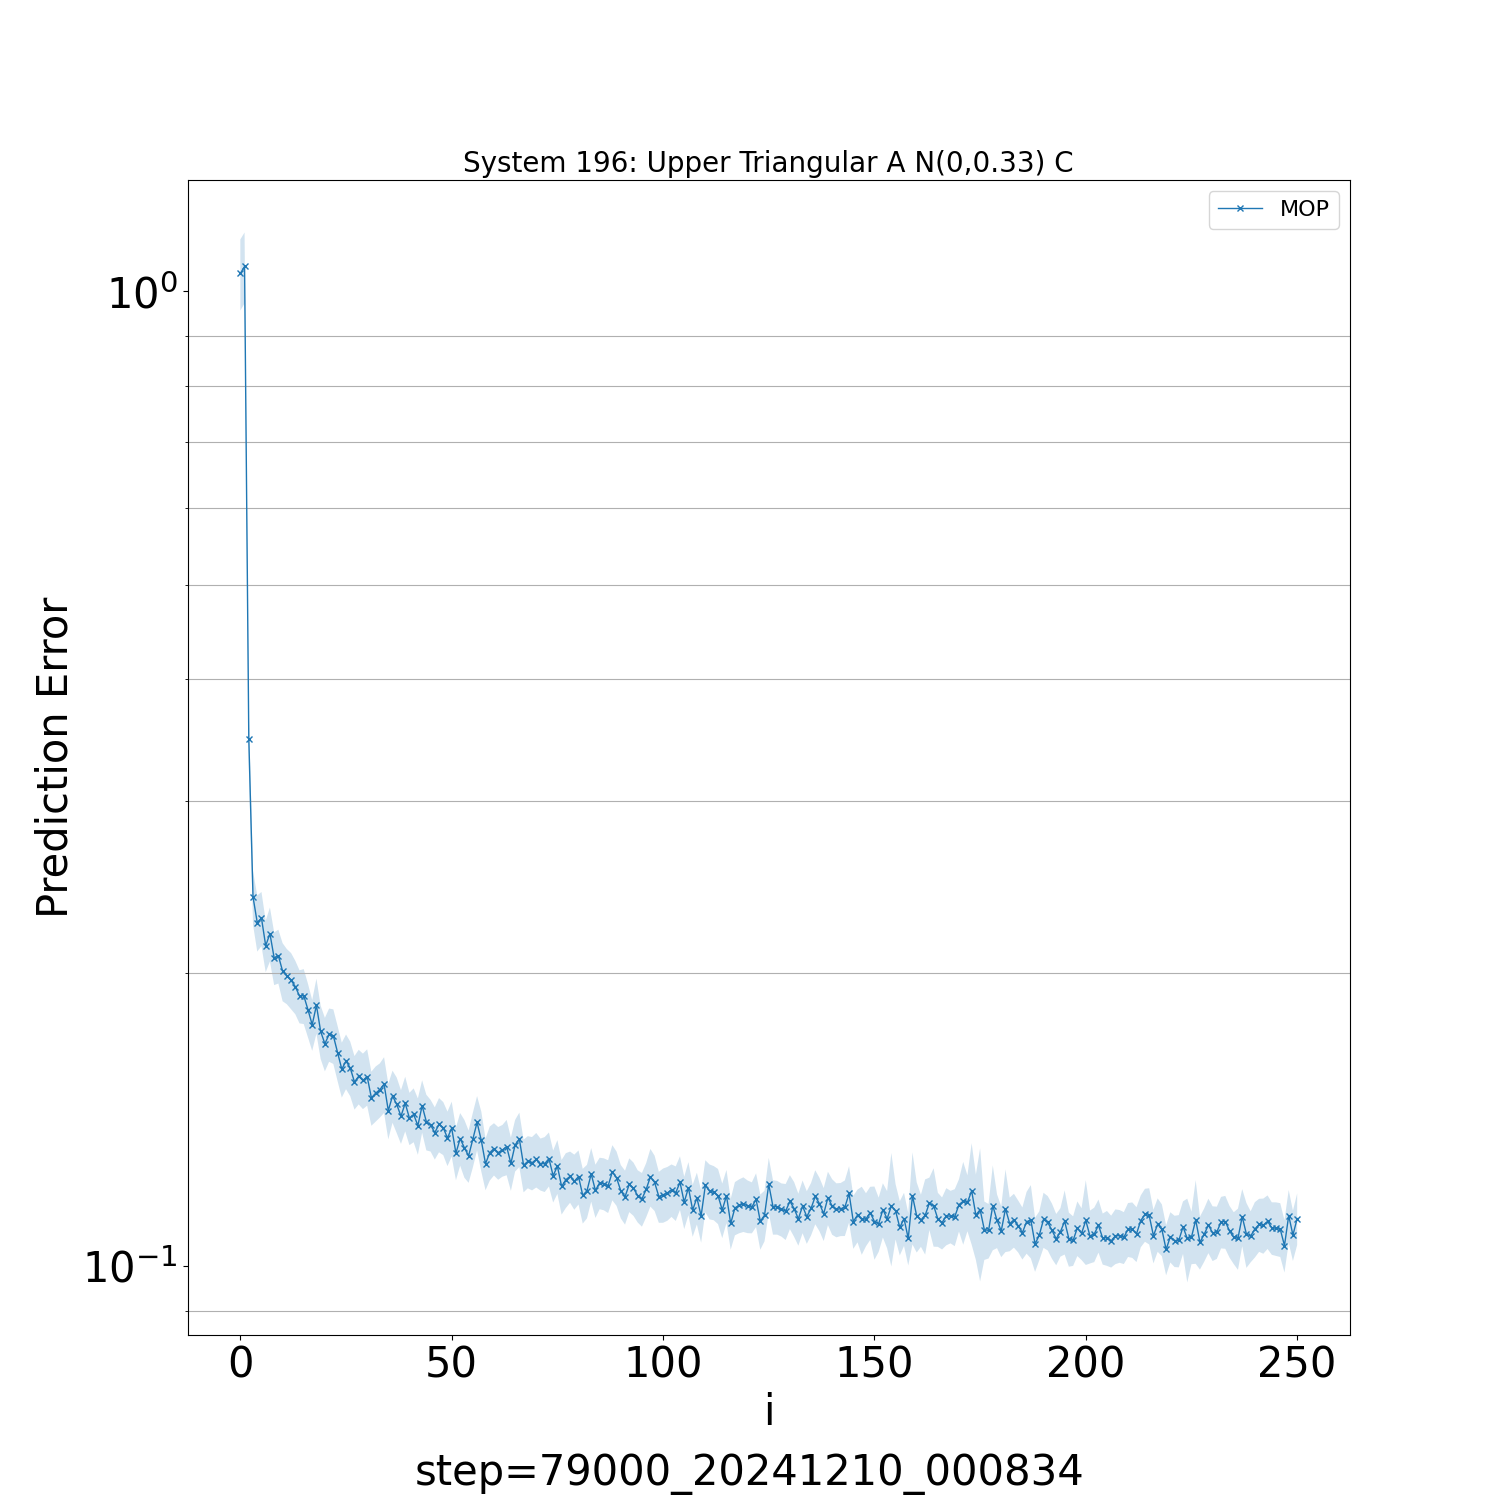 System 196: Upper Triangular A N(0,0.33) C
MOP
10^0
10^-1
Prediction Error
0 50 100 150 200 250
i
step=79000_20241210_000834